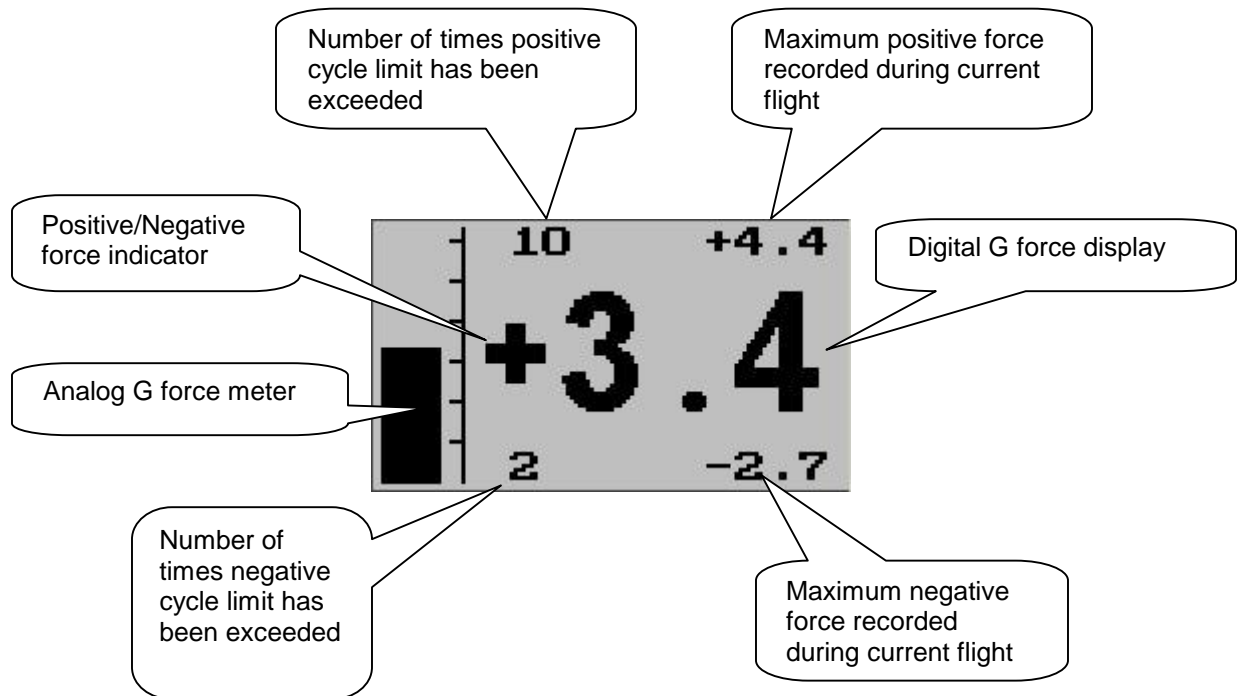 Number of times positive
cycle limit has been
exceeded
Maximum positive force
recorded during current
flight
Positive/Negative
force indicator
10
+4.4
Digital G force display
+3.4
Analog G force meter
2
-2.7
Number of
times negative
cycle limit has
been exceeded
Maximum negative
force recorded
during current flight